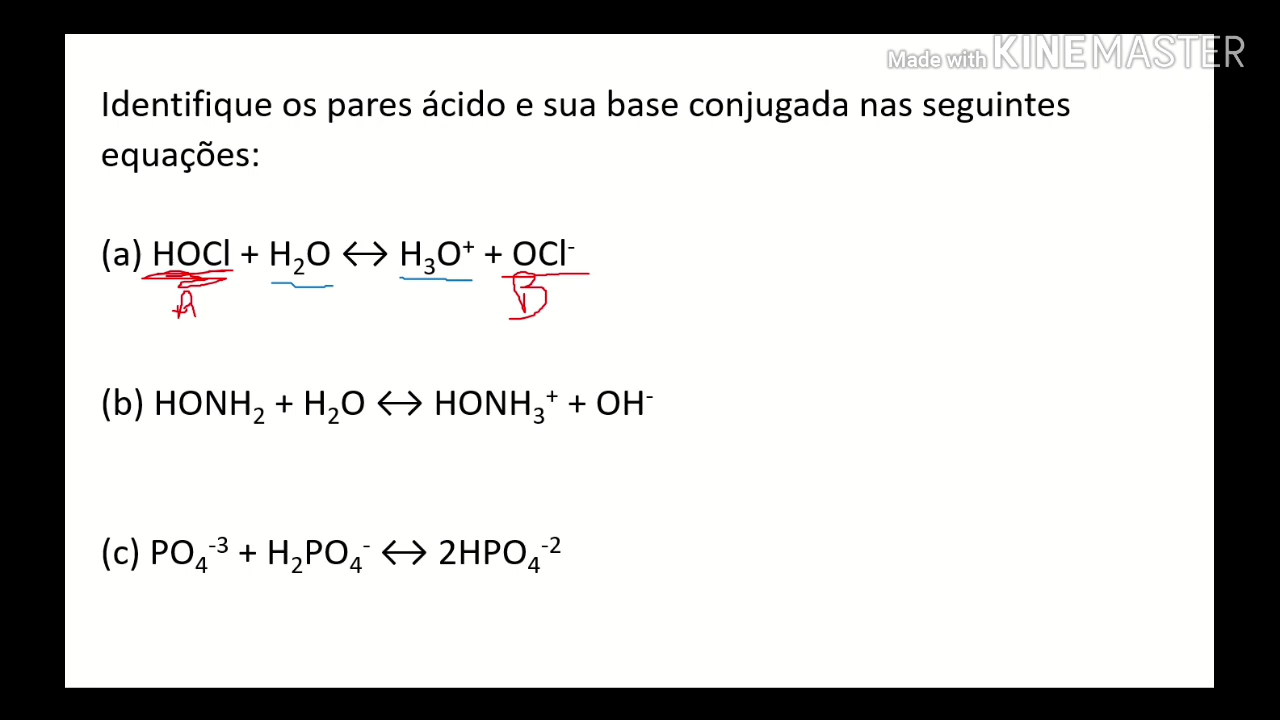 Made with KINEMASTER
Identifique os pares ácido e sua base conjugada nas seguintes
equações:
(a) HOCl + H₂O ↔ H₃O⁺ + OCl⁻
A B
(b) HONH₂ + H₂O ↔ HONH₃⁺ + OH⁻
(c) PO₄⁻³ + H₂PO₄⁻ ↔ 2HPO₄⁻²